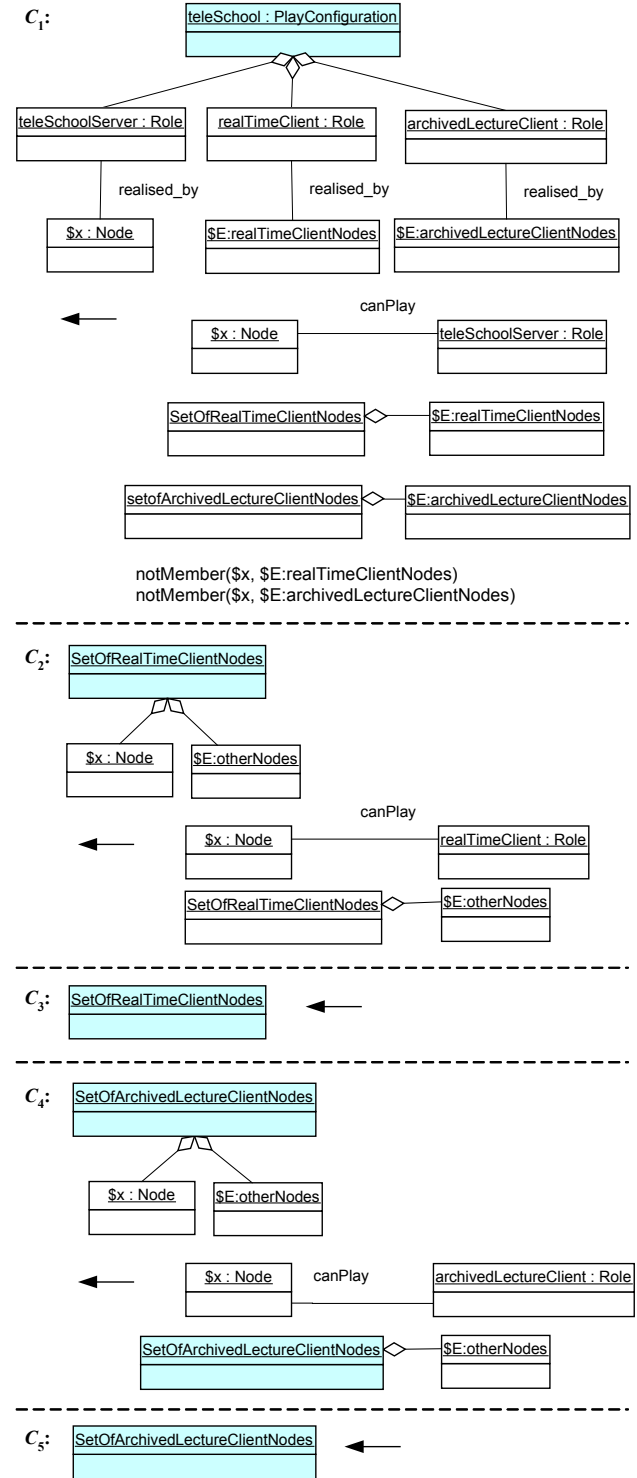 C1:
teleSchool : PlayConfiguration
teleSchoolServer : Role
realTimeClient : Role
archivedLectureClient : Role
realised_by
realised_by
realised_by
$x : Node
$E:realTimeClientNodes
$E:archivedLectureClientNodes
canPlay
$x : Node
teleSchoolServer : Role
SetOfRealTimeClientNodes
$E:realTimeClientNodes
setofArchivedLectureClientNodes
$E:archivedLectureClientNodes
notMember($x, $E:realTimeClientNodes)
notMember($x, $E:archivedLectureClientNodes)
C2:
SetOfRealTimeClientNodes
$x : Node
$E:otherNodes
canPlay
$x : Node
realTimeClient : Role
SetOfRealTimeClientNodes
$E:otherNodes
C3:
SetOfRealTimeClientNodes
C4:
SetOfArchivedLectureClientNodes
$x : Node
$E:otherNodes
$x : Node
canPlay
archivedLectureClient : Role
SetOfArchivedLectureClientNodes
$E:otherNodes
C5:
SetOfArchivedLectureClientNodes